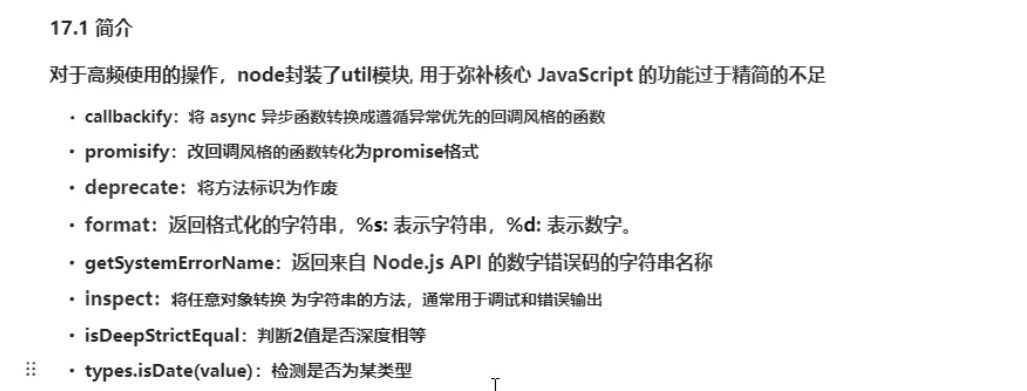 17.1 简介
对于高频使用的操作，node封装了util模块, 用于弥补核心 JavaScript 的功能过于精简的不足
• callbackify：将 async 异步函数转换成遵循异常优先的回调风格的函数
• promisify：改回调风格的函数转化为promise格式
• deprecate：将方法标识为作废
• format：返回格式化的字符串，%s: 表示字符串，%d: 表示数字。
• getSystemErrorName：返回来自 Node.js API 的数字错误码的字符串名称
• inspect：将任意对象转换 为字符串的方法，通常用于调试和错误输出
• isDeepStrictEqual：判断2值是否深度相等
• types.isDate(value)：检测是否为某类型